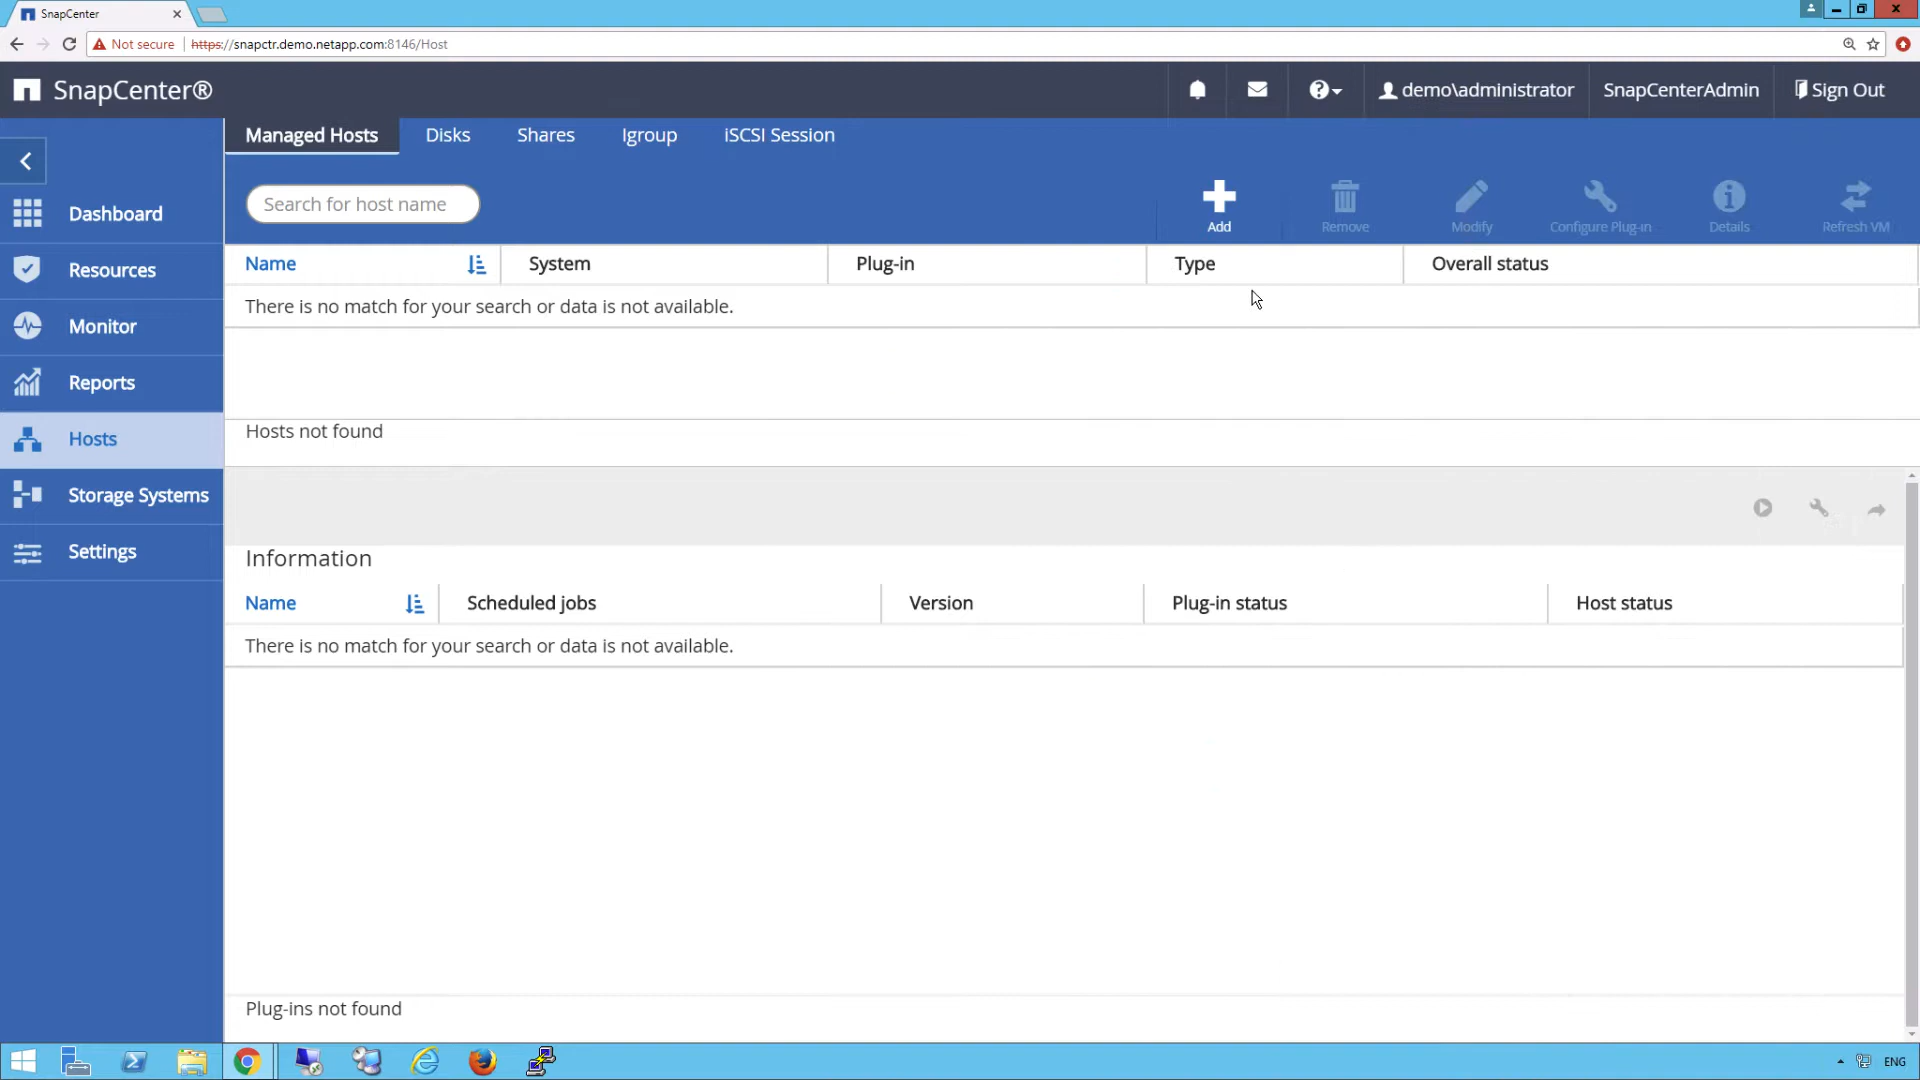 SnapCenter
Not secure
https://snapctr.demo.netapp.com:8146/Host
SnapCenter®
demo\administrator
SnapCenterAdmin
Sign Out
Managed Hosts
Disks
Shares
Igroup
iSCSI Session
Search for host name
Add
Remove
Modify
Configure Plug-in
Details
Refresh VM
Dashboard
Resources
Monitor
Reports
Hosts
Storage Systems
Settings
Name
System
Plug-in
Type
Overall status
There is no match for your search or data is not available.
Hosts not found
Information
Name
Scheduled jobs
Version
Plug-in status
Host status
There is no match for your search or data is not available.
Plug-ins not found
ENG